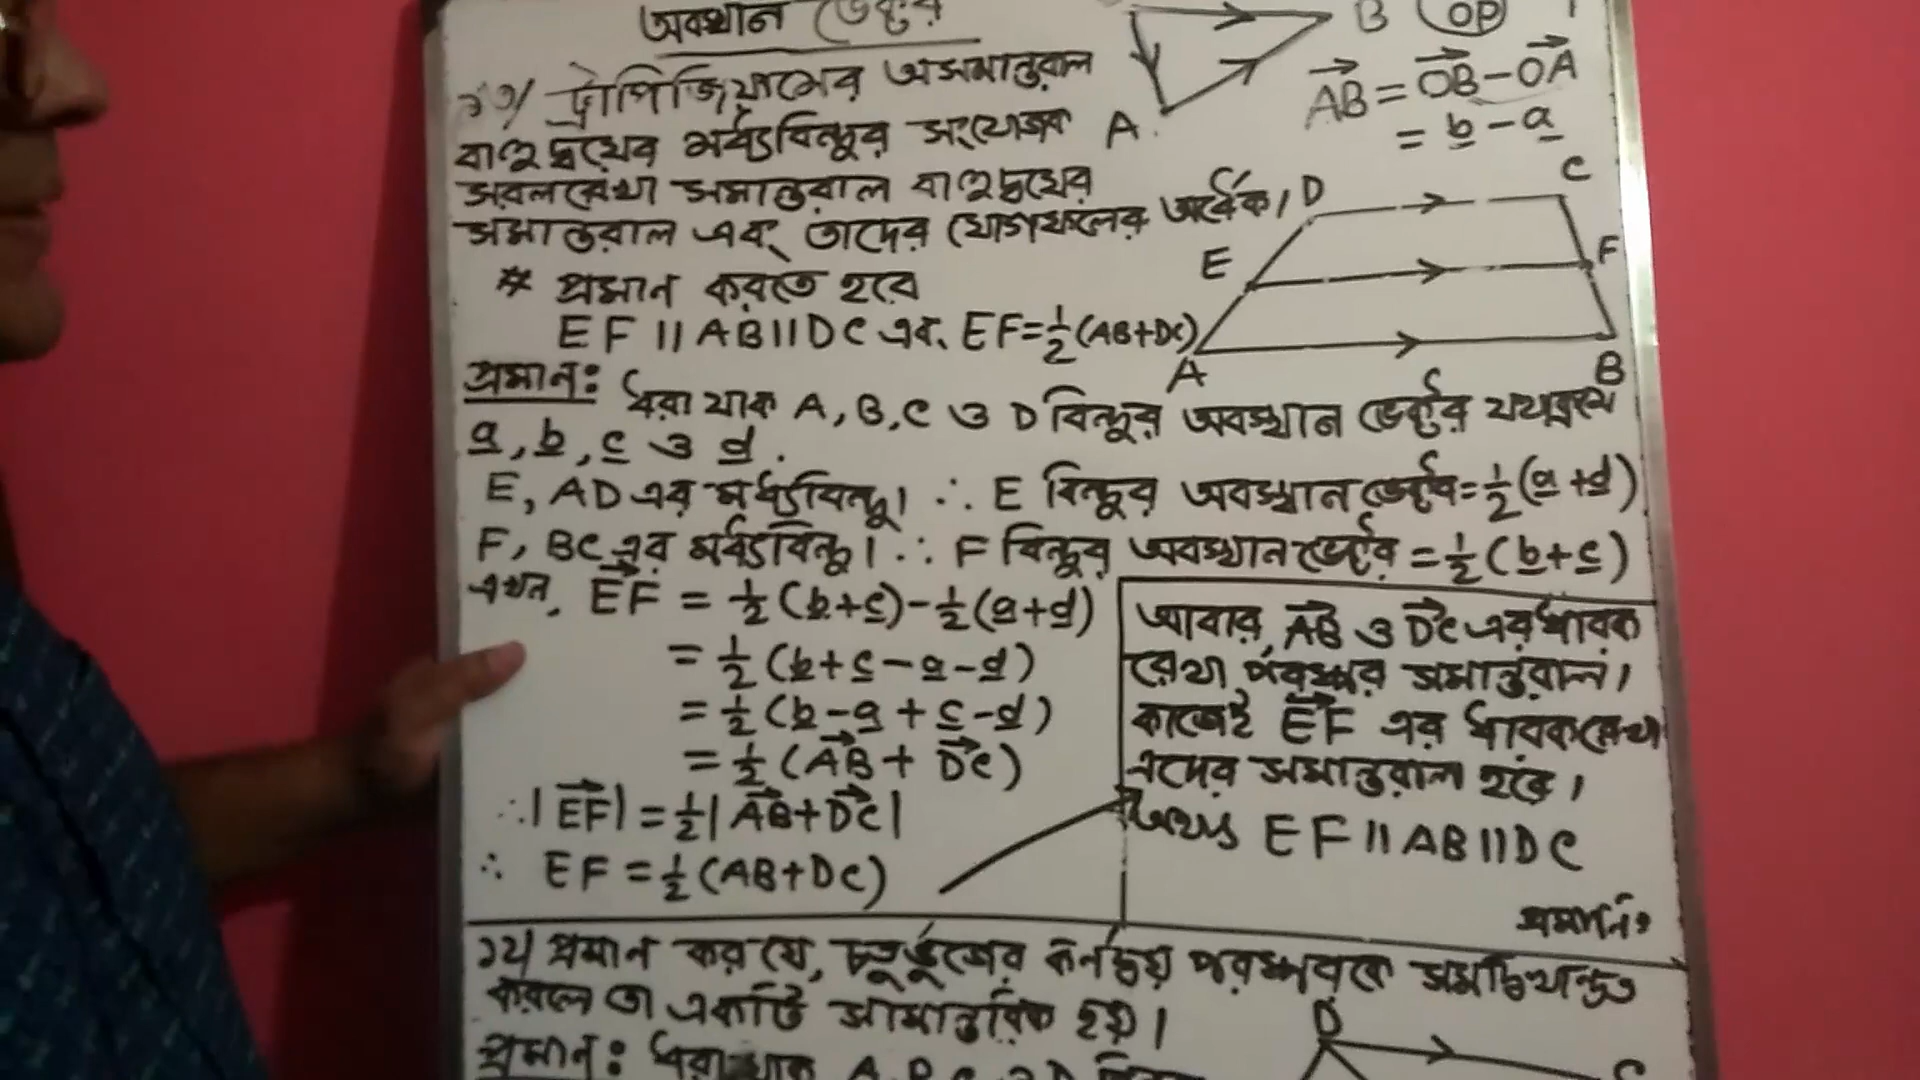 অবস্থান ভেক্টর
B
OP
A
AB = OB - OA
= b - a
১৩/ ট্রাপিজিয়ামের অসমান্তরাল
বাহুদ্বয়ের মধ্যবিন্দুর সংযোজক
সরলরেখা সমান্তরাল বাহুদ্বয়ের
সমান্তরাল এবং তাদের যোগফলের অর্ধেক।
D
C
E
F
A
B
* প্রমান করতে হবে
EF || AB || DC এবং EF = 1/2 (AB+DC)
প্রমান: ধরা যাক A, B, C ও D বিন্দুর অবস্থান ভেক্টর যথাক্রমে
a, b, c ও d.
E, AD এর মধ্যবিন্দু। ∴ E বিন্দুর অবস্থান ভেক্টর = 1/2 (a+d)
F, BC এর মধ্যবিন্দু। ∴ F বিন্দুর অবস্থান ভেক্টর = 1/2 (b+c)
এখন, EF = 1/2 (b+c) - 1/2 (a+d)
= 1/2 (b+c-a-d)
= 1/2 (b-a+c-d)
= 1/2 (AB + DC)
∴ |EF| = 1/2 |AB+DC|
∴ EF = 1/2 (AB+DC)
আবার, AB ও DC এর ধারক
রেখা পরস্পর সমান্তরাল।
কাজেই EF এর ধারকরেখা
এদের সমান্তরাল হবে।
অর্থাৎ EF || AB || DC
প্রমানিত
১২/ প্রমান কর যে, চতুর্ভুজের কর্নদ্বয় পরস্পরকে সমদ্বিখন্ডিত
করলে তা একটি সামান্তরিক হয়।
D
C
প্রমান: ধরা যাক A, B, C ও D